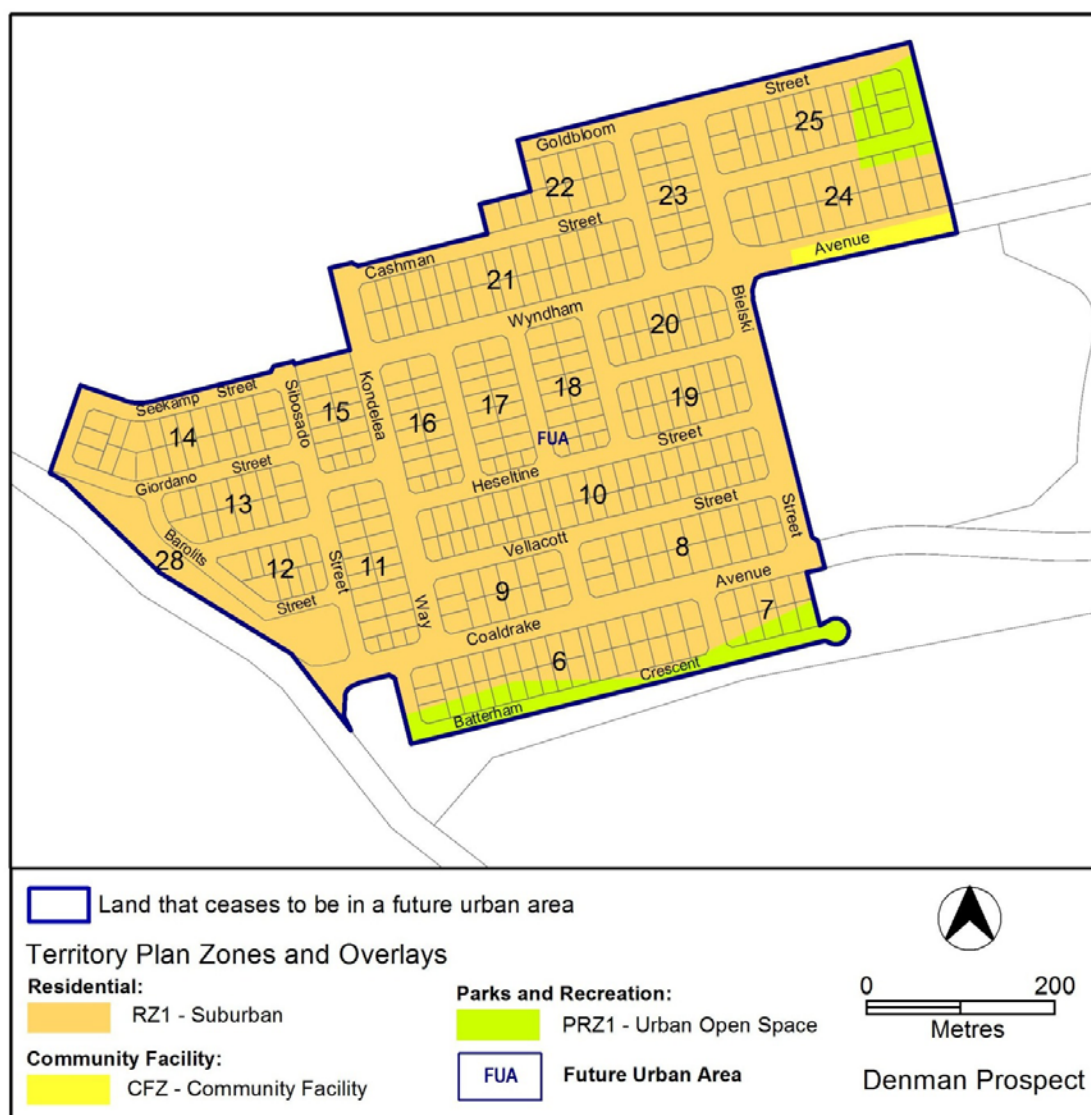 Street
Goldbloom
25
22
23
24
Street
Cashman
Avenue
21
Wyndham
Bielski
20
Seekamp Street
Sibosado
15
Kondelea
18
17
19
16
14
FUA
Street
Street
Heseltine
Giordano
10
13
Street
Street
Barolits
Vellacott
8
28
12
Street
11
Avenue
9
7
Street
Way
Coaldrake
6
Crescent
Batterham
Land that ceases to be in a future urban area
Territory Plan Zones and Overlays
Residential:
RZ1 - Suburban
Community Facility:
CFZ - Community Facility
Parks and Recreation:
PRZ1 - Urban Open Space
FUA Future Urban Area
0 200
Metres
Denman Prospect